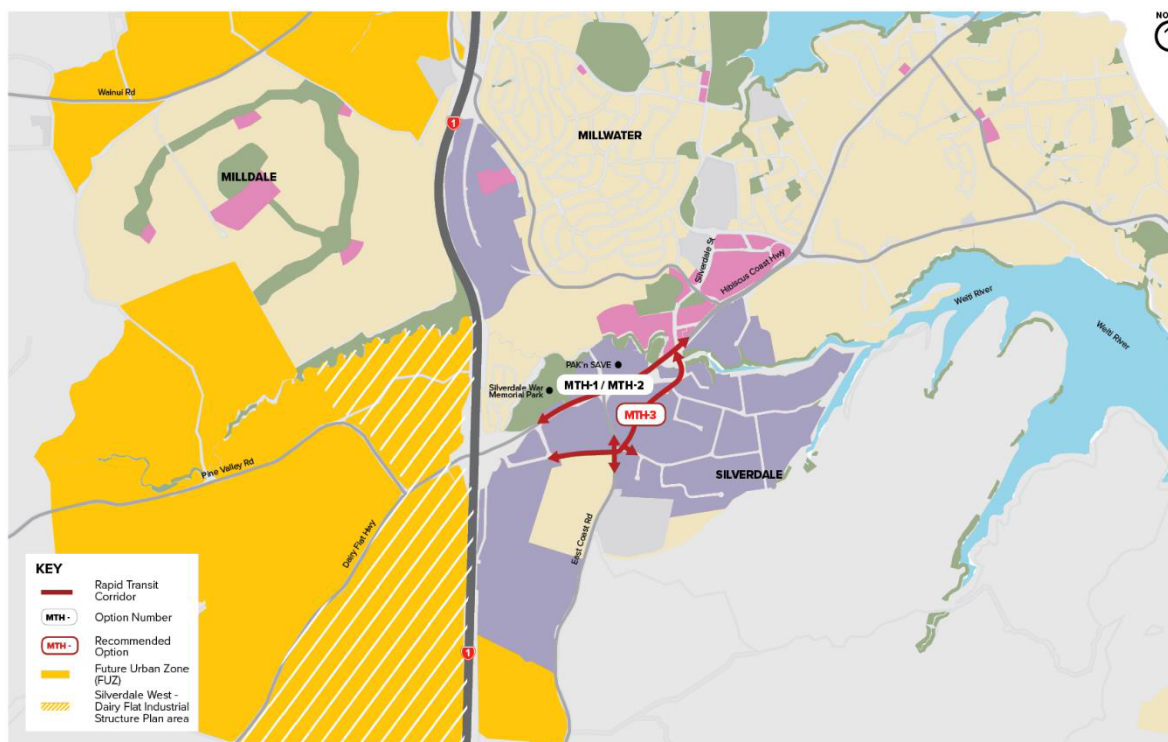 NO
1
Wainui Rd
1
MILLWATER
MILLDALE
Silverdale St
Hibiscus Coast Hwy
Weiti River
Weiti River
PAK'n SAVE
Silverdale War
Memorial Park
MTH-1 / MTH-2
MTH-3
SILVERDALE
Pine Valley Rd
Dairy Flat Hwy
East Coast Rd
1
KEY
Rapid Transit
Corridor
MTH - Option Number
MTH - Recommended
Option
Future Urban Zone
(FUZ)
Silverdale West -
Dairy Flat Industrial
Structure Plan area